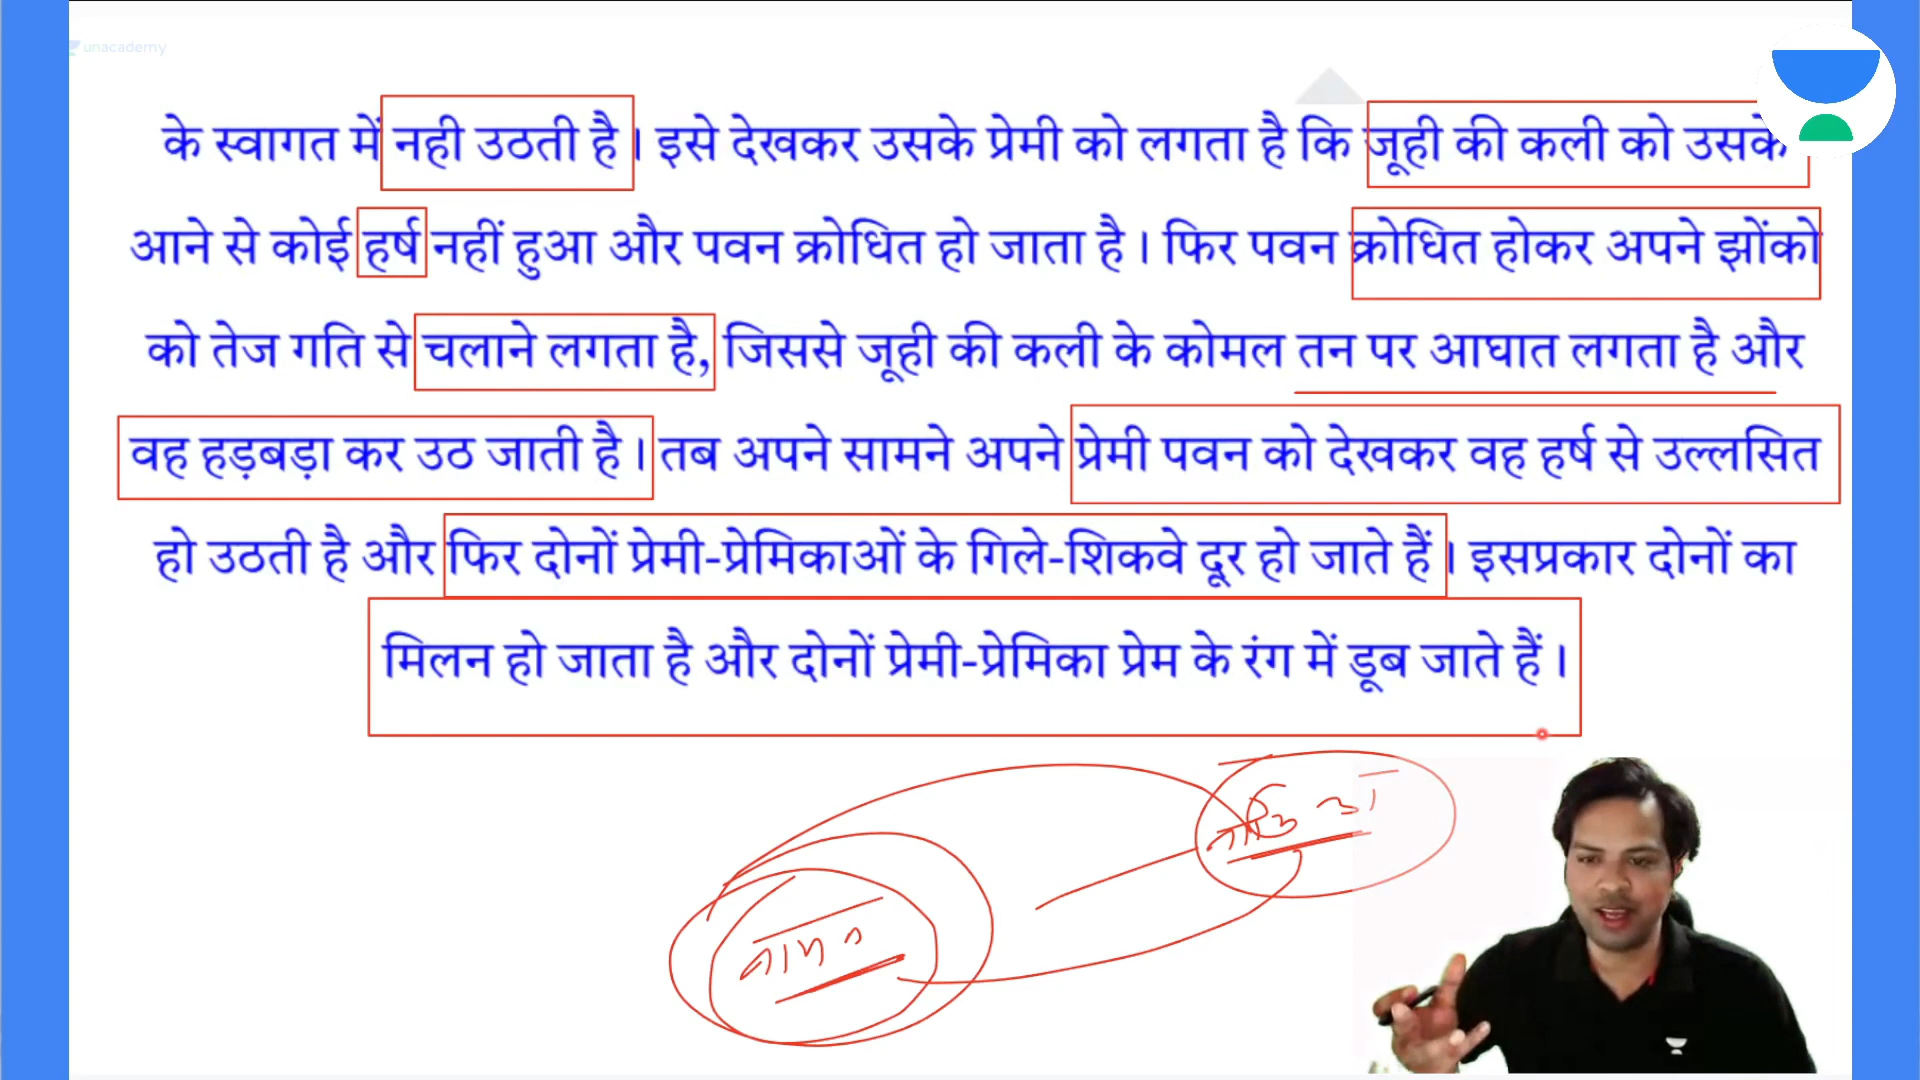 unacademy
के स्वागत में नही उठती है। इसे देखकर उसके प्रेमी को लगता है कि जूही की कली को उसके
आने से कोई हर्ष नहीं हुआ और पवन क्रोधित हो जाता है। फिर पवन क्रोधित होकर अपने झोंको
को तेज गति से चलाने लगता है, जिससे जूही की कली के कोमल तन पर आघात लगता है और
वह हड़बड़ा कर उठ जाती है। तब अपने सामने अपने प्रेमी पवन को देखकर वह हर्ष से उल्लसित
हो उठती है और फिर दोनों प्रेमी-प्रेमिकाओं के गिले-शिकवे दूर हो जाते हैं। इसप्रकार दोनों का
मिलन हो जाता है और दोनों प्रेमी-प्रेमिका प्रेम के रंग में डूब जाते हैं।